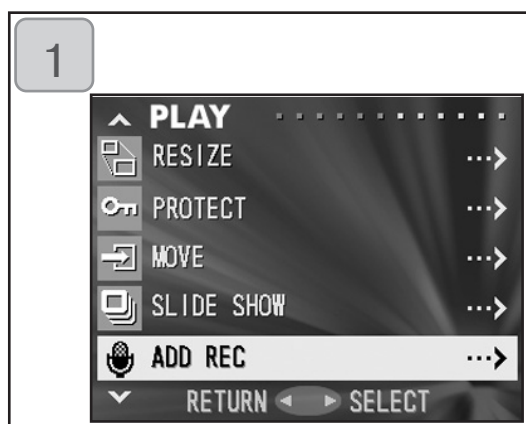 1
PLAY
RESIZE
PROTECT
MOVE
SLIDE SHOW
ADD REC
RETURN SELECT